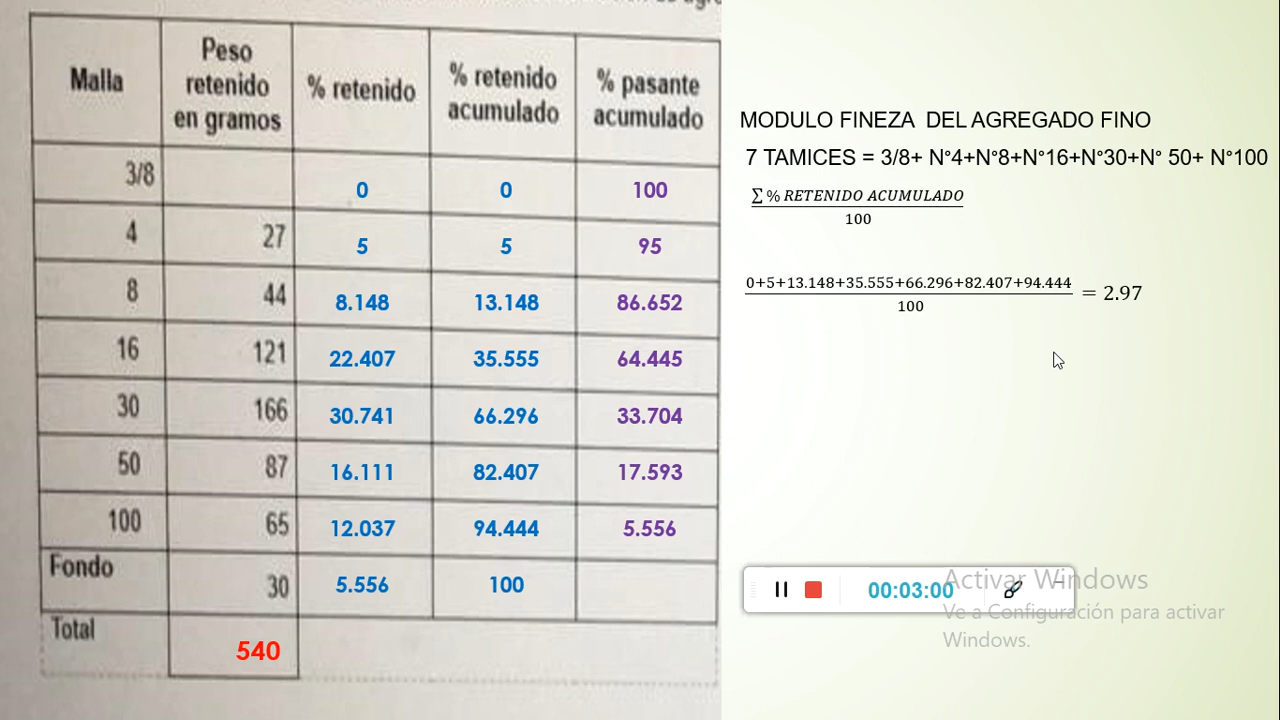 Malla
Peso
retenido
en gramos
% retenido
% retenido
acumulado
% pasante
acumulado
3/8 0 0 100
4 27 5 5 95
8 44 8.148 13.148 86.652
16 121 22.407 35.555 64.445
30 166 30.741 66.296 33.704
50 87 16.111 82.407 17.593
100 65 12.037 94.444 5.556
Fondo 30 5.556 100
Total 540
MODULO FINEZA DEL AGREGADO FINO
7 TAMICES = 3/8+ N°4+N°8+N°16+N°30+N° 50+ N°100
∑ % RETENIDO ACUMULADO
100
0+5+13.148+35.555+66.296+82.407+94.444
100
= 2.97
00:03:00
Activar Windows
Ve a Configuración para activar
Windows.